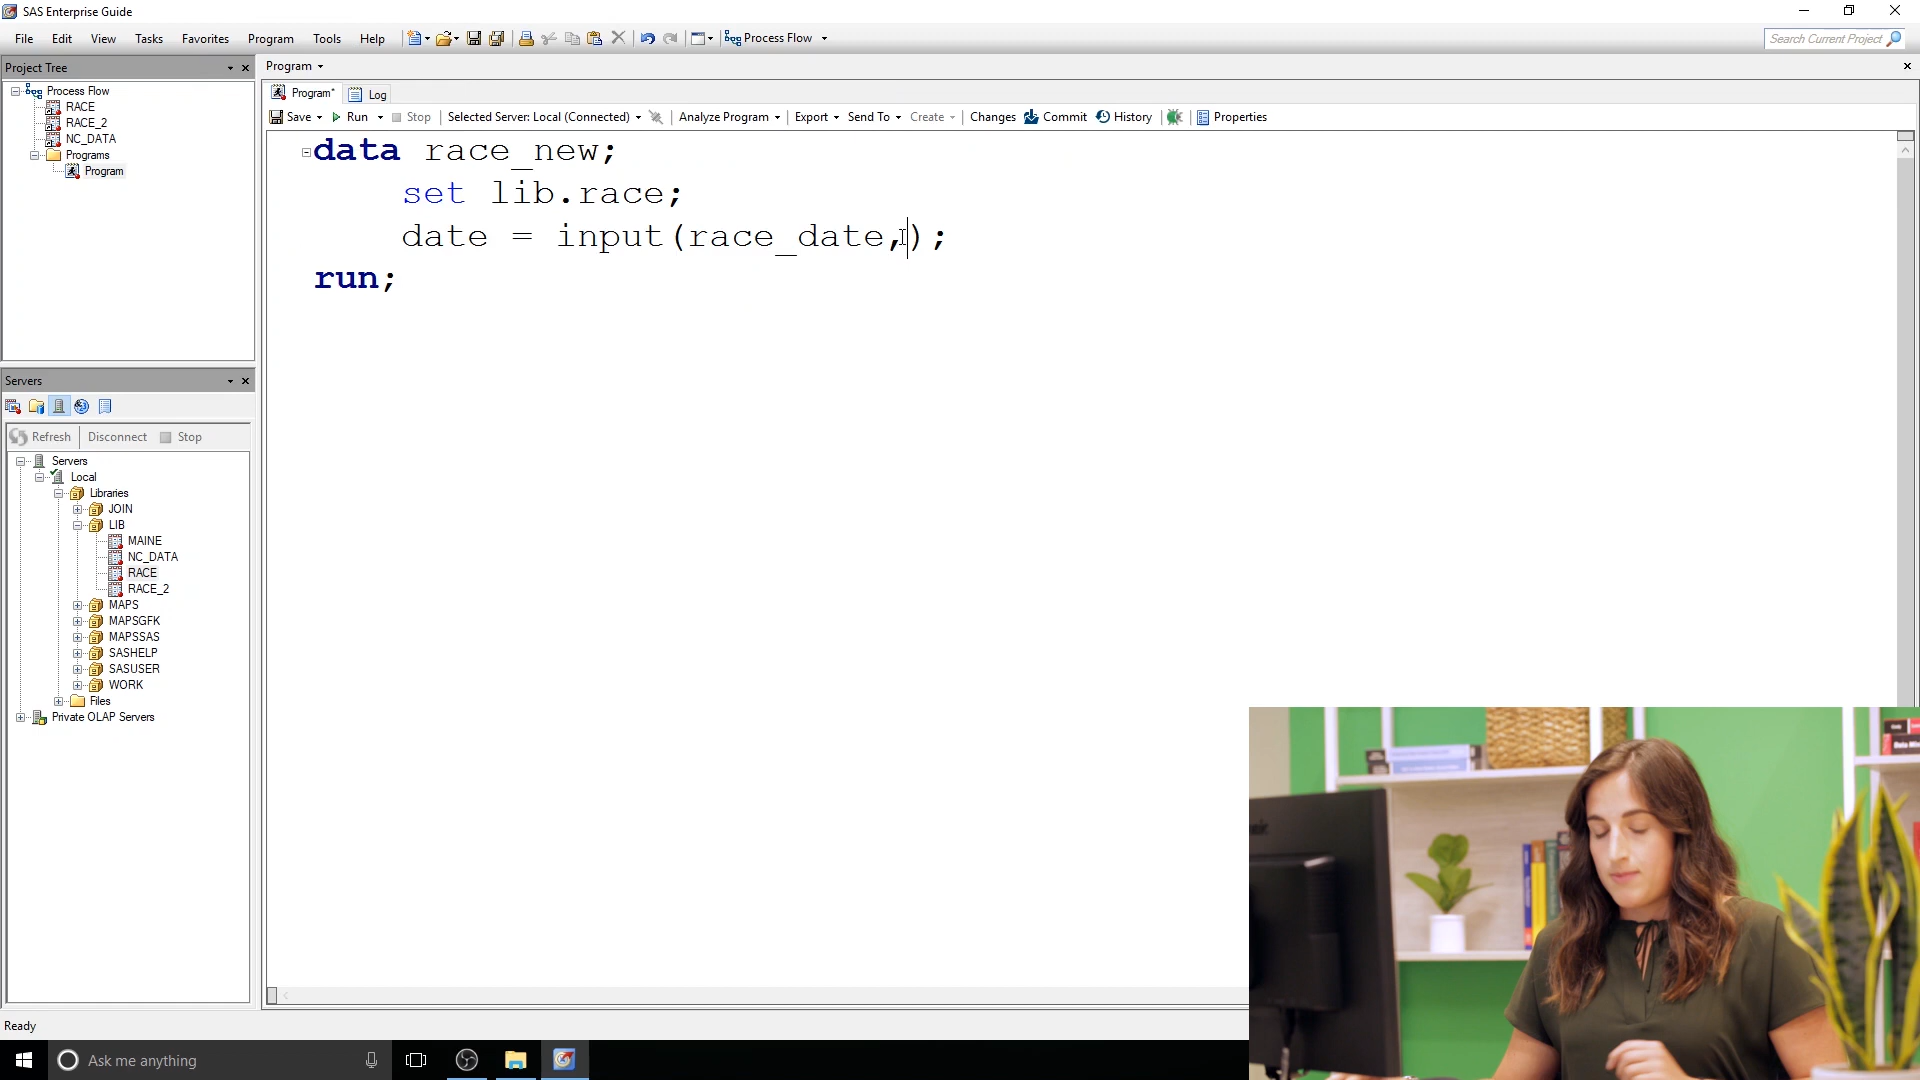 SAS Enterprise Guide
File Edit View Tasks Favorites Program Tools Help Process Flow Search Current Project
Project Tree
Process Flow
RACE
RACE_2
NC_DATA
Programs
Program
Program
Program* Log
Save Run Stop Selected Server: Local (Connected) Analyze Program Export Send To Create Changes Commit History Properties
data race_new;
set lib.race;
date = input(race_date,);
run;
Servers
Refresh Disconnect Stop
Servers
Local
Libraries
JOIN
LIB
MAINE
NC_DATA
RACE
RACE_2
MAPS
MAPSGFK
MAPSSAS
SASHELP
SASUSER
WORK
Files
Private OLAP Servers
Ready
Ask me anything